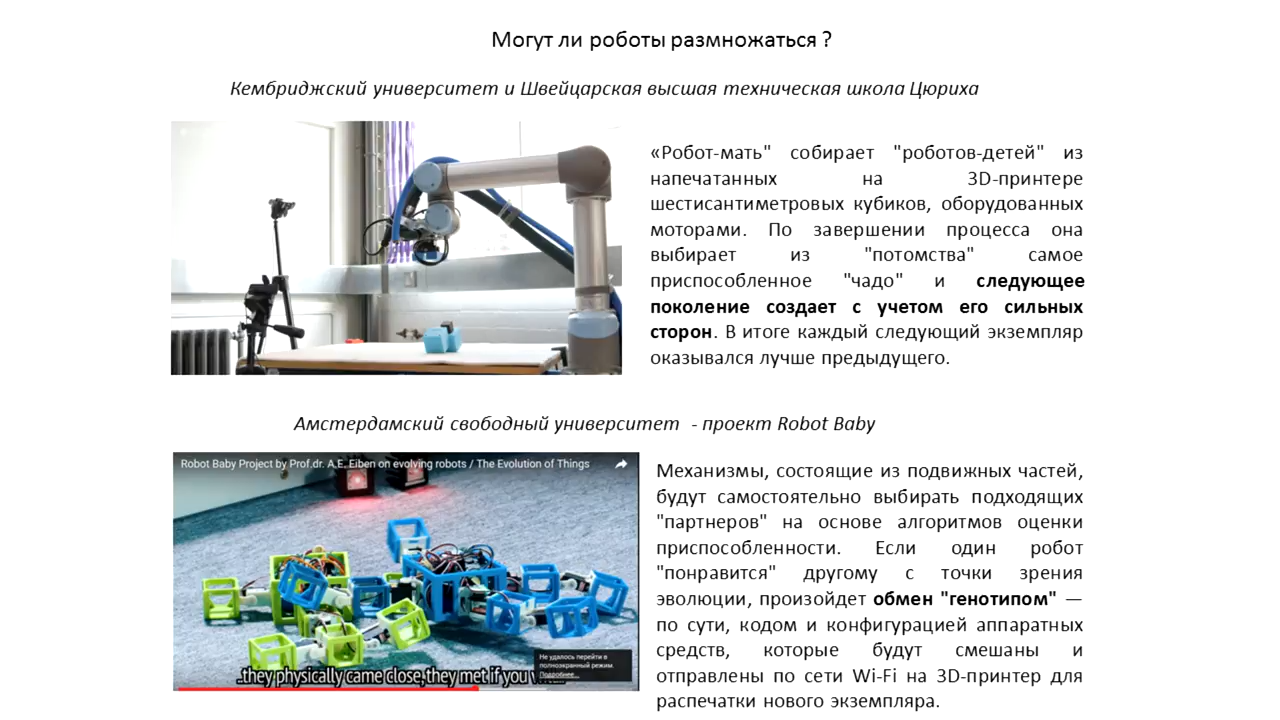 Могут ли роботы размножаться ?
Кембриджский университет и Швейцарская высшая техническая школа Цюриха
«Робот-мать" собирает "роботов-детей" из
напечатанных на 3D-принтере
шестисантиметровых кубиков, оборудованных
моторами. По завершении процесса она
выбирает из "потомства" самое
приспособленное "чадо" и следующее
поколение создает с учетом его сильных
сторон. В итоге каждый следующий экземпляр
оказывался лучше предыдущего.
Амстердамский свободный университет - проект Robot Baby
Robot Baby Project by Prof.dr. A.E. Eiben on evolving robots / The Evolution of Things
Не удалось перейти в
полноэкранный режим.
Подробнее...
.they physically came close,they met if you
Механизмы, состоящие из подвижных частей,
будут самостоятельно выбирать подходящих
"партнеров" на основе алгоритмов оценки
приспособленности. Если один робот
"понравится" другому с точки зрения
эволюции, произойдет обмен "генотипом" —
по сути, кодом и конфигурацией аппаратных
средств, которые будут смешаны и
отправлены по сети Wi-Fi на 3D-принтер для
распечатки нового экземпляра.